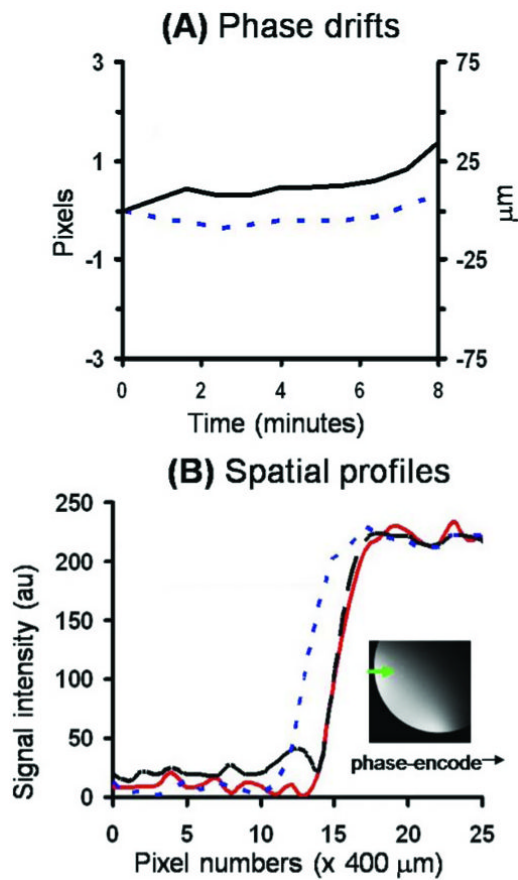 (A) Phase drifts
3
1
-1
-3
Pixels
75
25
-25
-75
μm
0 2 4 6 8
Time (minutes)
(B) Spatial profiles
250
200
150
100
50
0
Signal intensity (au)
phase-encode→
0 5 10 15 20 25
Pixel numbers (x 400 μm)